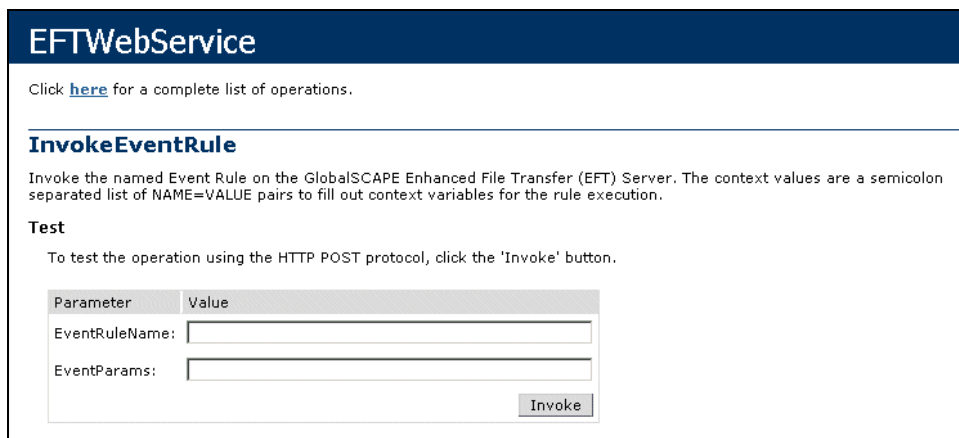 EFTWebService
Click here for a complete list of operations.
InvokeEventRule
Invoke the named Event Rule on the GlobalSCAPE Enhanced File Transfer (EFT) Server. The context values are a semicolon
separated list of NAME=VALUE pairs to fill out context variables for the rule execution.
Test
To test the operation using the HTTP POST protocol, click the 'Invoke' button.
Parameter Value
EventRuleName:
EventParams:
Invoke